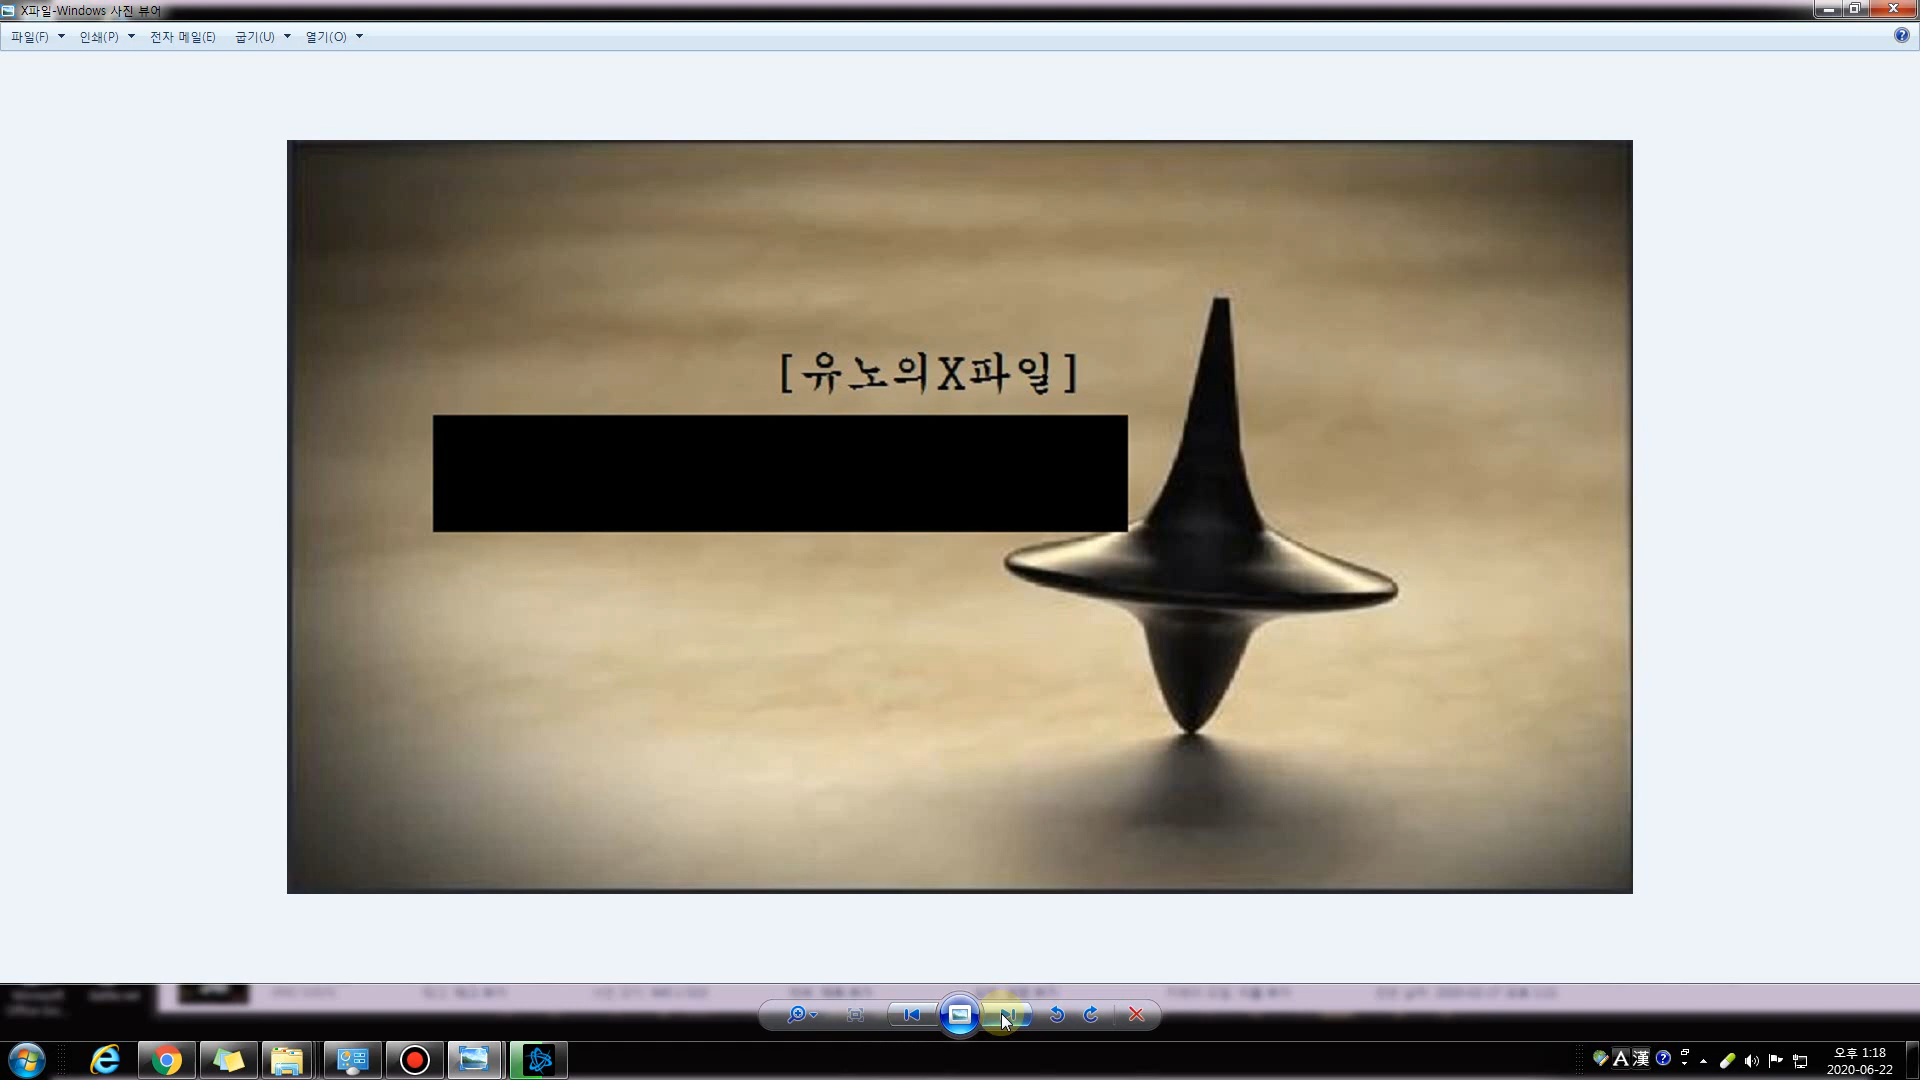 X파일-Windows 사진 뷰어
파일(F) 인쇄(P) 전자 메일(E) 굽기(U) 열기(O)
[유노의X파일]
A 漢
오후 1:18
2020-06-22